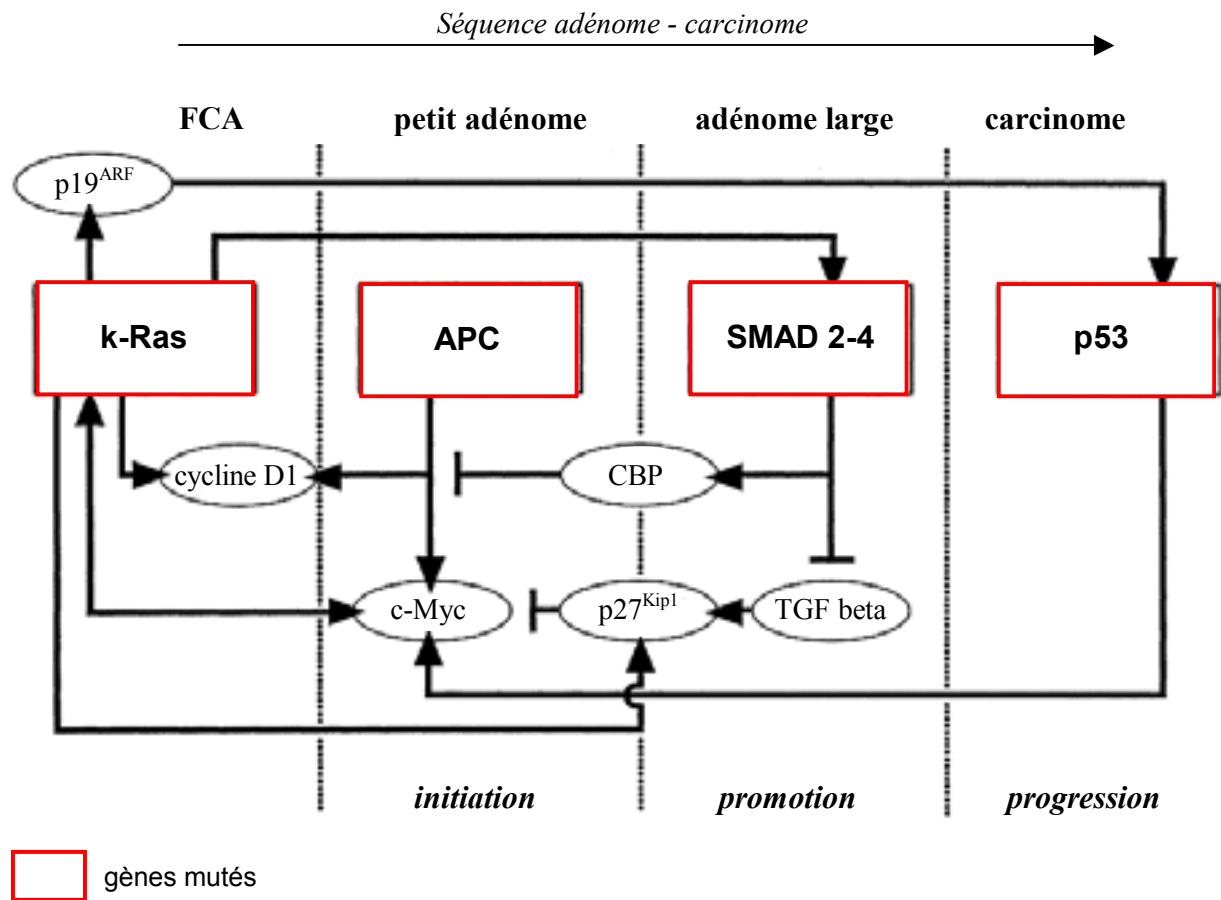 Séquence adénome - carcinome
FCA petit adénome adénome large carcinome
p19ARF
k-Ras APC SMAD 2-4 p53
cycline D1 CBP
c-Myc p27Kip1 TGF beta
initiation promotion progression
gènes mutés